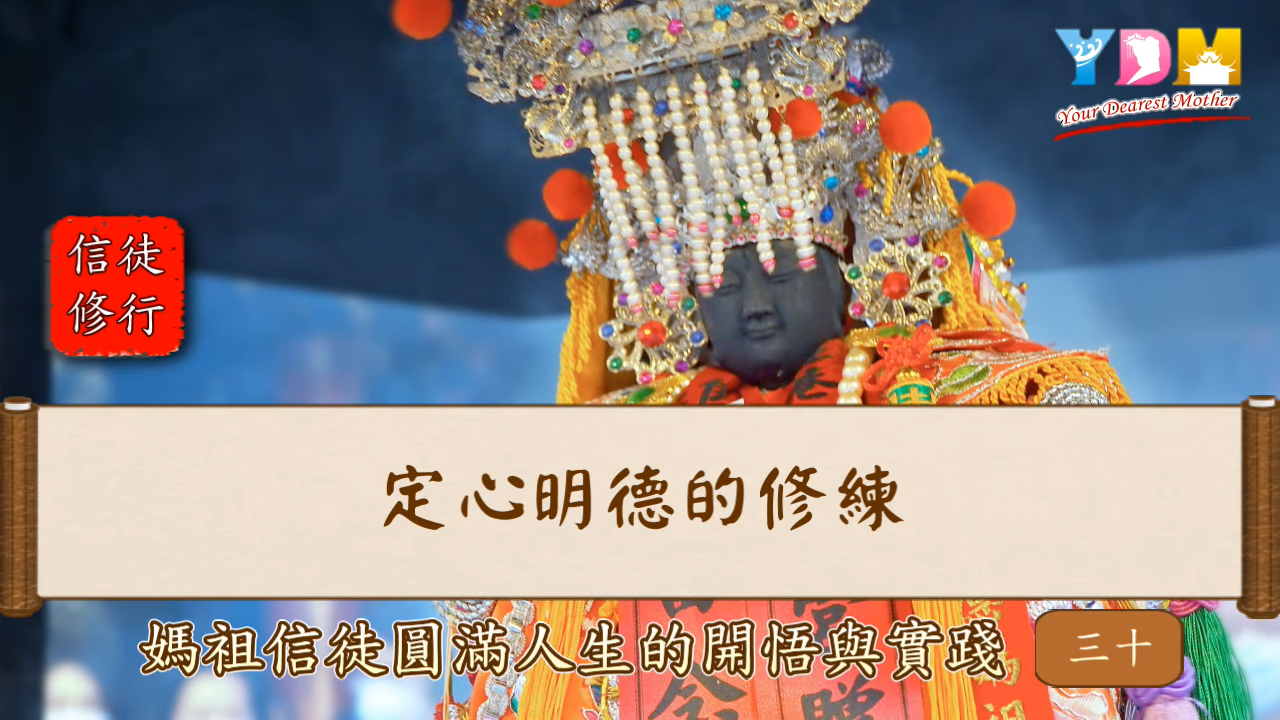 YDM
Your Dearest Mother
信徒
修行
定心明德的修練
媽祖信徒圓滿人生的開悟與實踐
三十